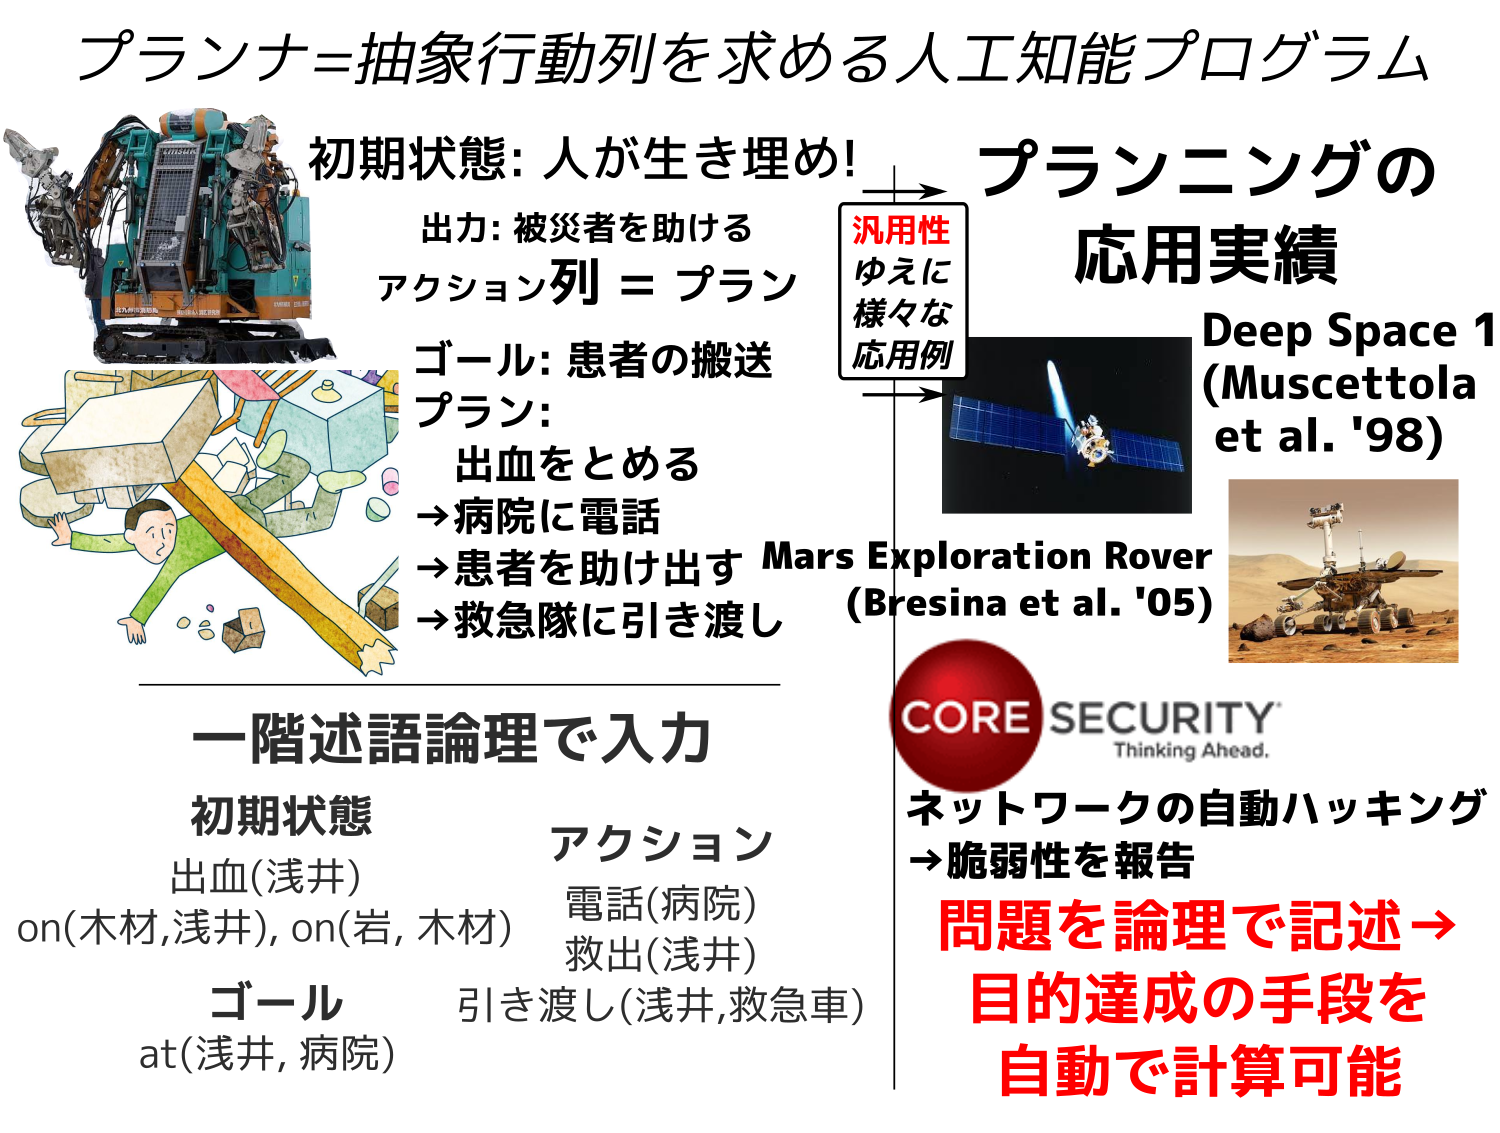 プランナ=抽象行動列を求める人工知能プログラム
初期状態: 人が生き埋め!
出力: 被災者を助ける
アクション列 = プラン
ゴール: 患者の搬送
プラン:
出血をとめる
→病院に電話
→患者を助け出す
→救急隊に引き渡し
一階述語論理で入力
初期状態
出血(浅井)
on(木材,浅井), on(岩, 木材)
ゴール
at(浅井, 病院)
アクション
電話(病院)
救出(浅井)
引き渡し(浅井,救急車)
汎用性
ゆえに
様々な
応用例
プランニングの
応用実績
Deep Space 1
(Muscettola
et al. '98)
Mars Exploration Rover
(Bresina et al. '05)
CORE SECURITY
Thinking Ahead.
ネットワークの自動ハッキング
→脆弱性を報告
問題を論理で記述→
目的達成の手段を
自動で計算可能